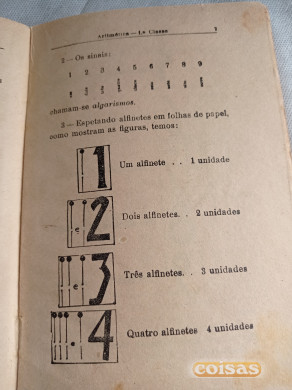 Aritmética — I.a Classe 3
2 — Os sinais:
1 2 3 4 5 6 7 8 9
chamam-se algarismos.
3 — Espetando alfinetes em folhas de papel,
como mostram as figuras, temos:
1 Um alfinete . . 1 unidade
e 2 Dois alfinetes. . 2 unidades
e 3 Três alfinetes. . 3 unidades
e 4 Quatro alfinetes 4 unidades
coisas